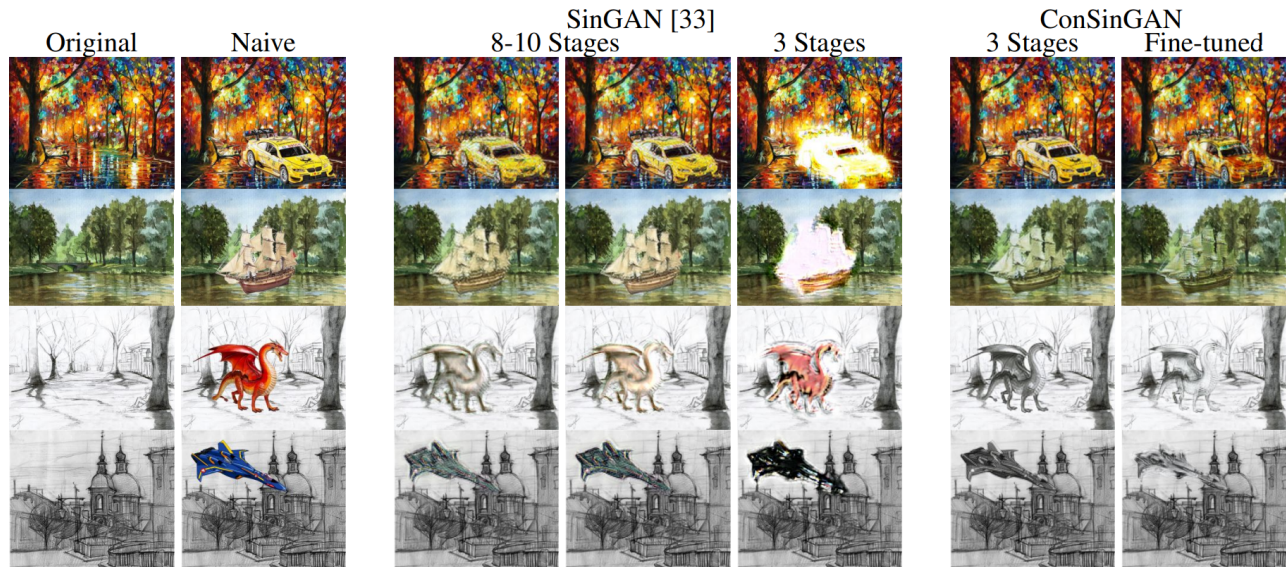 SinGAN [33]
ConSinGAN
Original
Naive
8-10 Stages
3 Stages
3 Stages
Fine-tuned